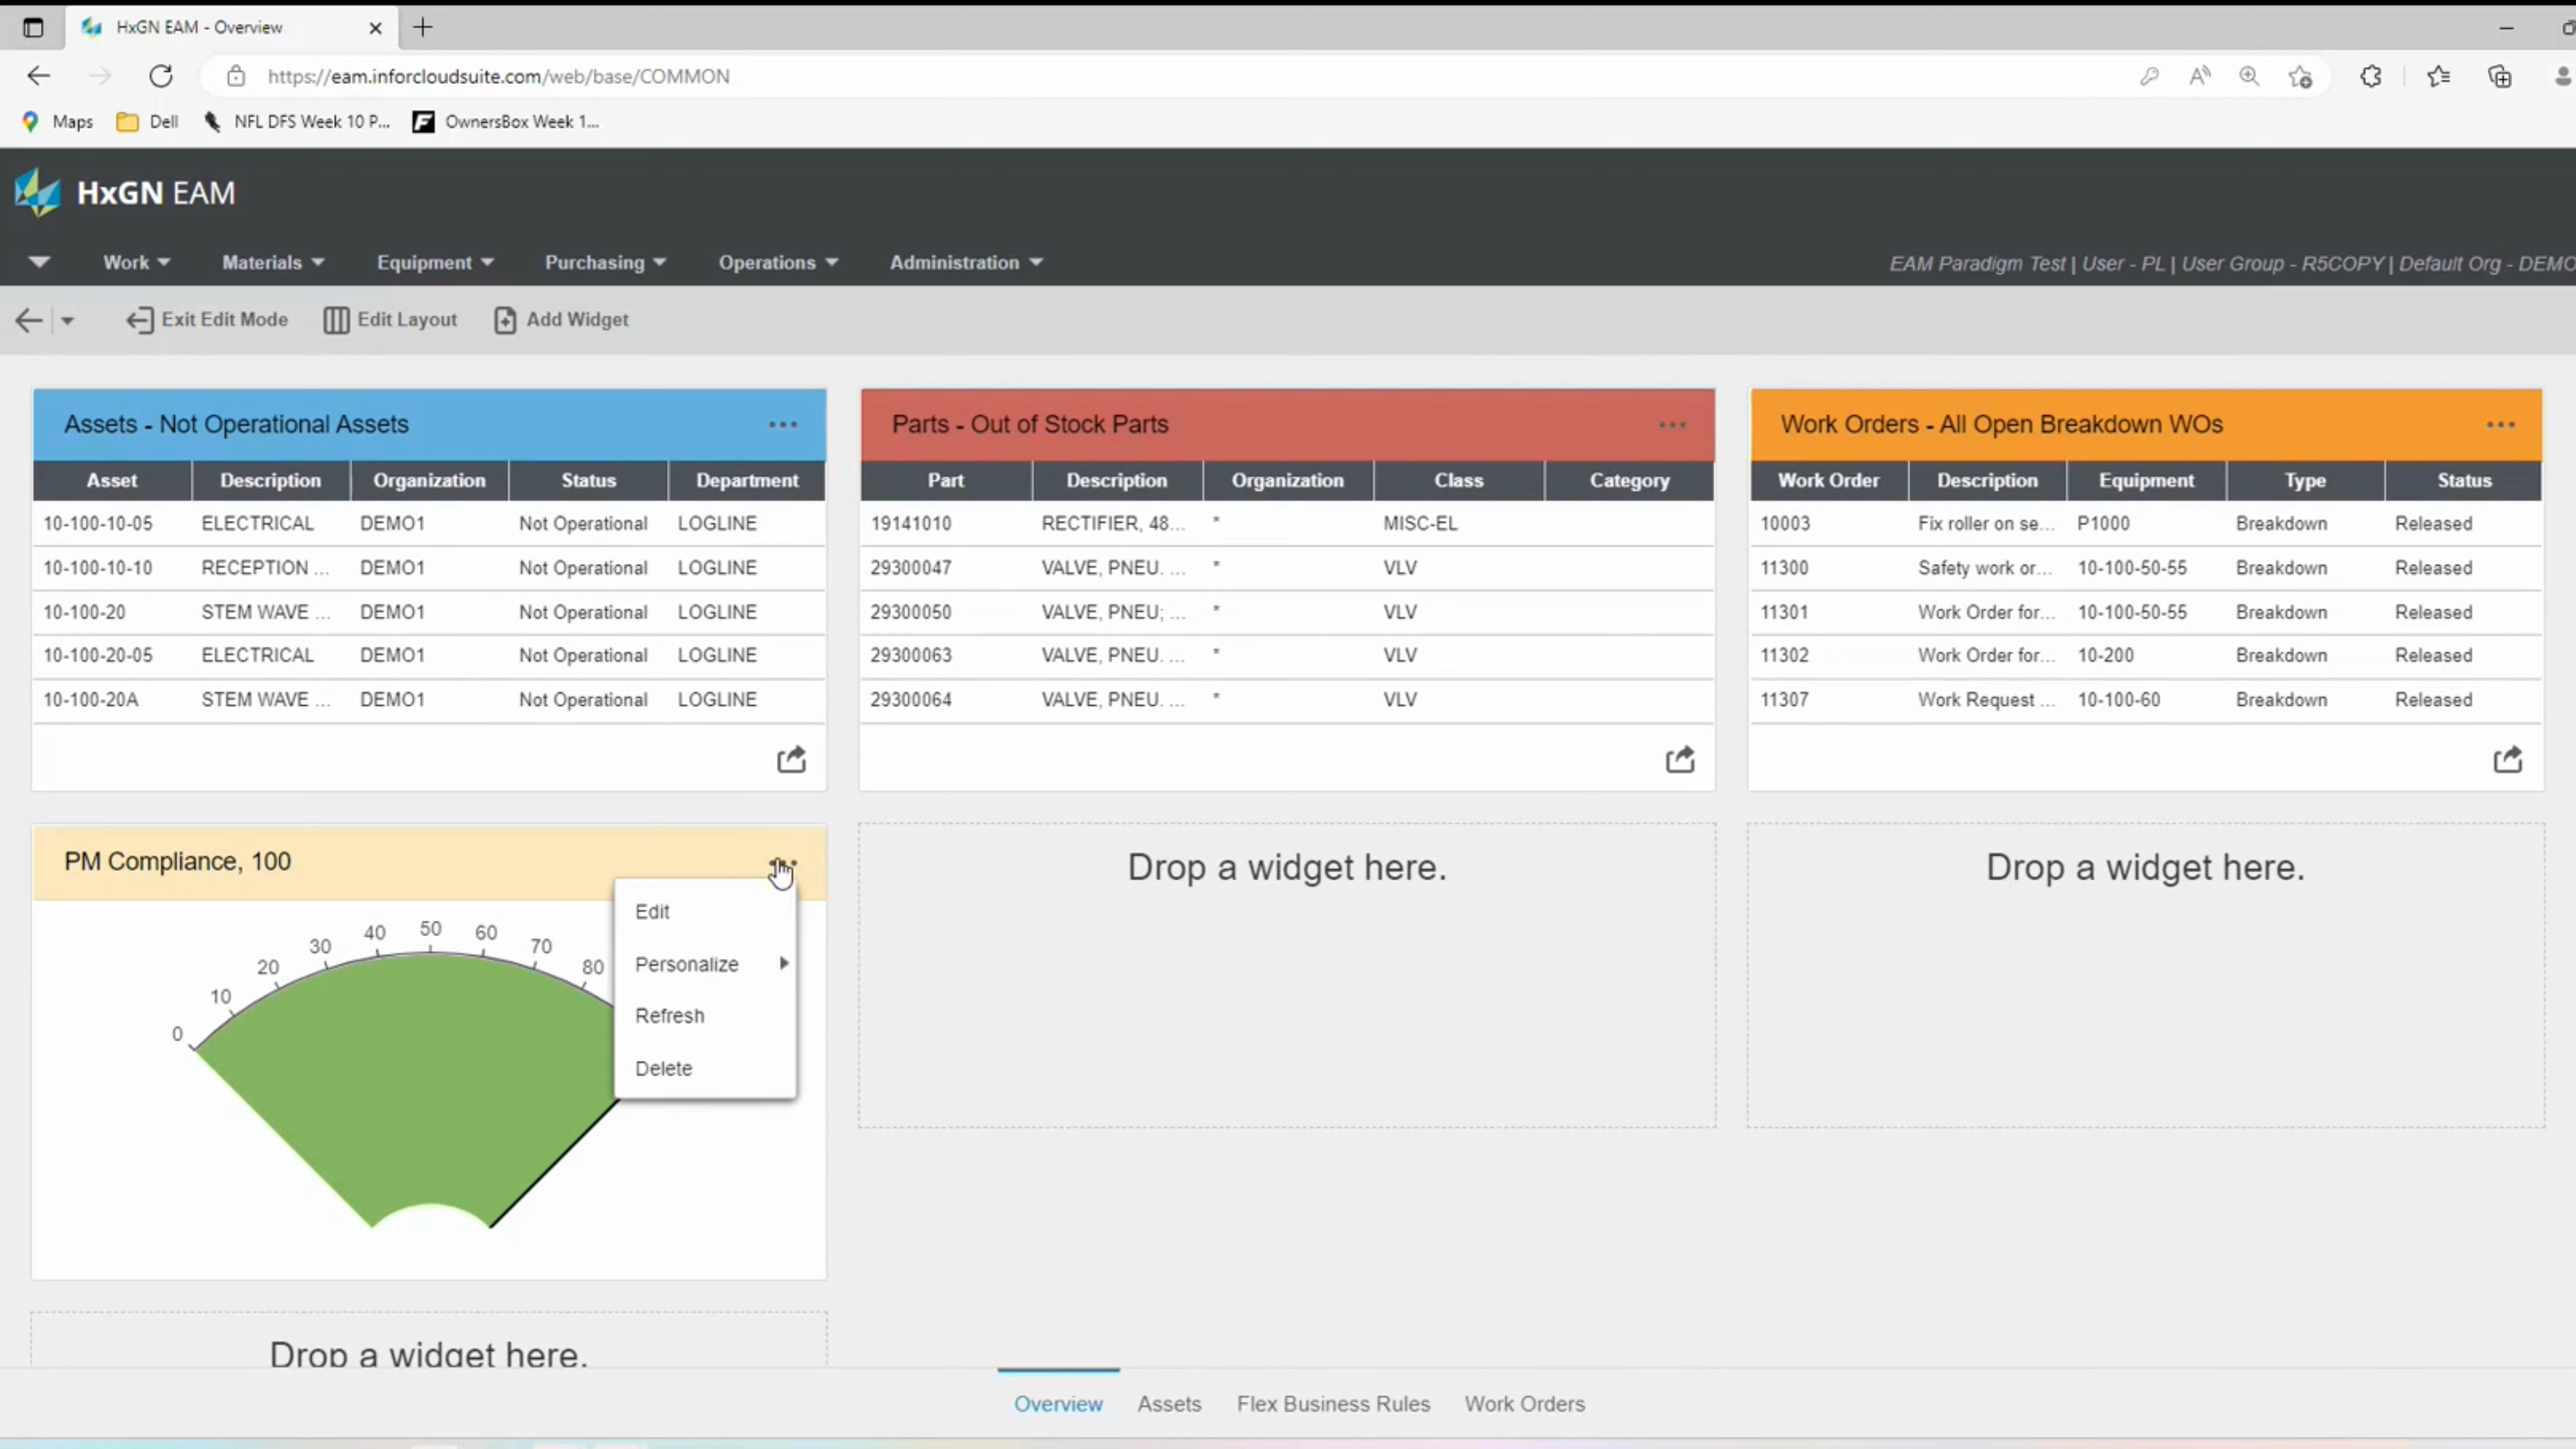 HxGN EAM - Overview
https://eam.inforcloudsuite.com/web/base/COMMON
Maps Dell NFL DFS Week 10 P... OwnersBox Week 1...
HxGN EAM
Work Materials Equipment Purchasing Operations Administration
EAM Paradigm Test | User - PL | User Group - R5COPY | Default Org - DEMO
Exit Edit Mode Edit Layout Add Widget
Assets - Not Operational Assets
Asset Description Organization Status Department
10-100-10-05 ELECTRICAL DEMO1 Not Operational LOGLINE
10-100-10-10 RECEPTION ... DEMO1 Not Operational LOGLINE
10-100-20 STEM WAVE ... DEMO1 Not Operational LOGLINE
10-100-20-05 ELECTRICAL DEMO1 Not Operational LOGLINE
10-100-20A STEM WAVE ... DEMO1 Not Operational LOGLINE
Parts - Out of Stock Parts
Part Description Organization Class Category
19141010 RECTIFIER, 48... * MISC-EL
29300047 VALVE, PNEU. ... * VLV
29300050 VALVE, PNEU; ... * VLV
29300063 VALVE, PNEU. ... * VLV
29300064 VALVE, PNEU. ... * VLV
Work Orders - All Open Breakdown WOs
Work Order Description Equipment Type Status
10003 Fix roller on se... P1000 Breakdown Released
11300 Safety work or... 10-100-50-55 Breakdown Released
11301 Work Order for... 10-100-50-55 Breakdown Released
11302 Work Order for... 10-200 Breakdown Released
11307 Work Request ... 10-100-60 Breakdown Released
PM Compliance, 100
0 10 20 30 40 50 60 70 80
Edit
Personalize
Refresh
Delete
Drop a widget here.
Drop a widget here.
Drop a widget here.
Overview Assets Flex Business Rules Work Orders